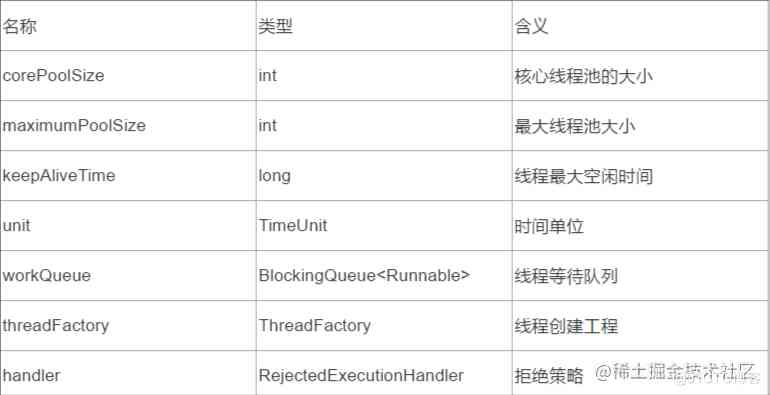 名称 类型 含义
corePoolSize int 核心线程池的大小
maximumPoolSize int 最大线程池大小
keepAliveTime long 线程最大空闲时间
unit TimeUnit 时间单位
workQueue BlockingQueue<Runnable> 线程等待队列
threadFactory ThreadFactory 线程创建工程
handler RejectedExecutionHandler 拒绝策略
@稀土掘金技术社区